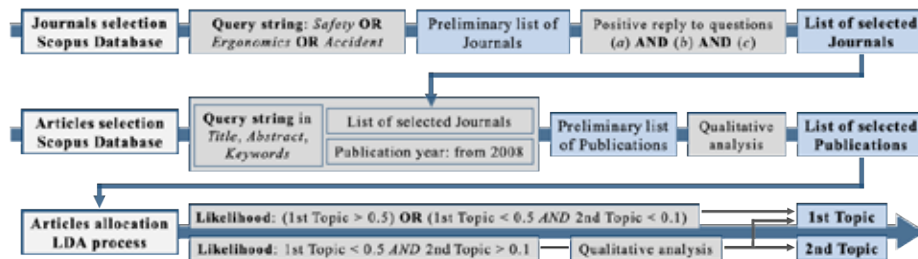 Journals selection
Scopus Database
Query string: Safety OR
Ergonomics OR Accident
Preliminary list of
Journals
Positive reply to questions
(a) AND (b) AND (c)
List of selected
Journals
Articles selection
Scopus Database
Query string in
Title, Abstract,
Keywords
List of selected Journals
Publication year: from 2008
Preliminary list
of Publications
Qualitative
analysis
List of selected
Publications
Articles allocation
LDA process
Likelihood: (1st Topic > 0.5) OR (1st Topic < 0.5 AND 2nd Topic < 0.1)
1st Topic
Likelihood: 1st Topic < 0.5 AND 2nd Topic > 0.1
Qualitative analysis
2nd Topic